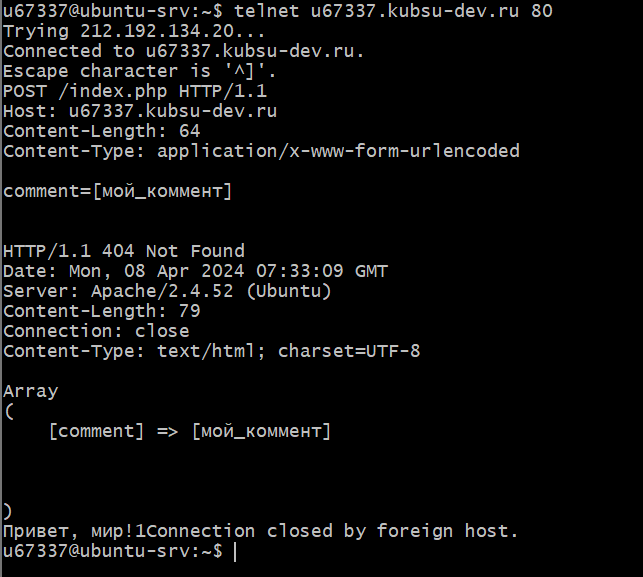 u67337@ubuntu-srv:~$ telnet u67337.kubsu-dev.ru 80
Trying 212.192.134.20...
Connected to u67337.kubsu-dev.ru.
Escape character is '^]'.
POST /index.php HTTP/1.1
Host: u67337.kubsu-dev.ru
Content-Length: 64
Content-Type: application/x-www-form-urlencoded
comment=[мой_коммент]
HTTP/1.1 404 Not Found
Date: Mon, 08 Apr 2024 07:33:09 GMT
Server: Apache/2.4.52 (Ubuntu)
Content-Length: 79
Connection: close
Content-Type: text/html; charset=UTF-8
Array
(
    [comment] => [мой_коммент]
)
Привет, мир!1Connection closed by foreign host.
u67337@ubuntu-srv:~$